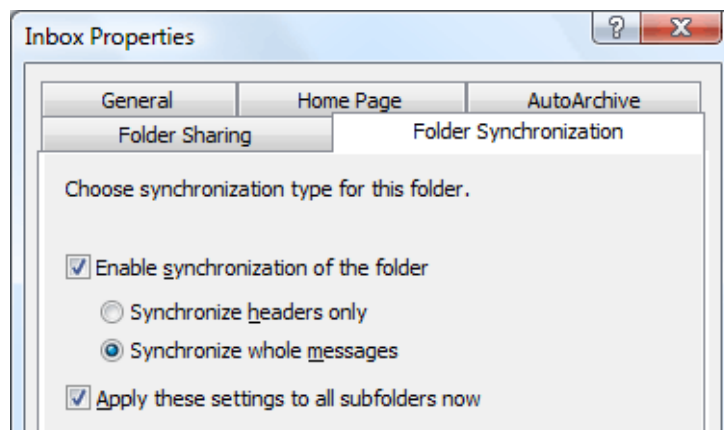 Inbox Properties
General Home Page AutoArchive
Folder Sharing Folder Synchronization
Choose synchronization type for this folder.
Enable synchronization of the folder
Synchronize headers only
Synchronize whole messages
Apply these settings to all subfolders now